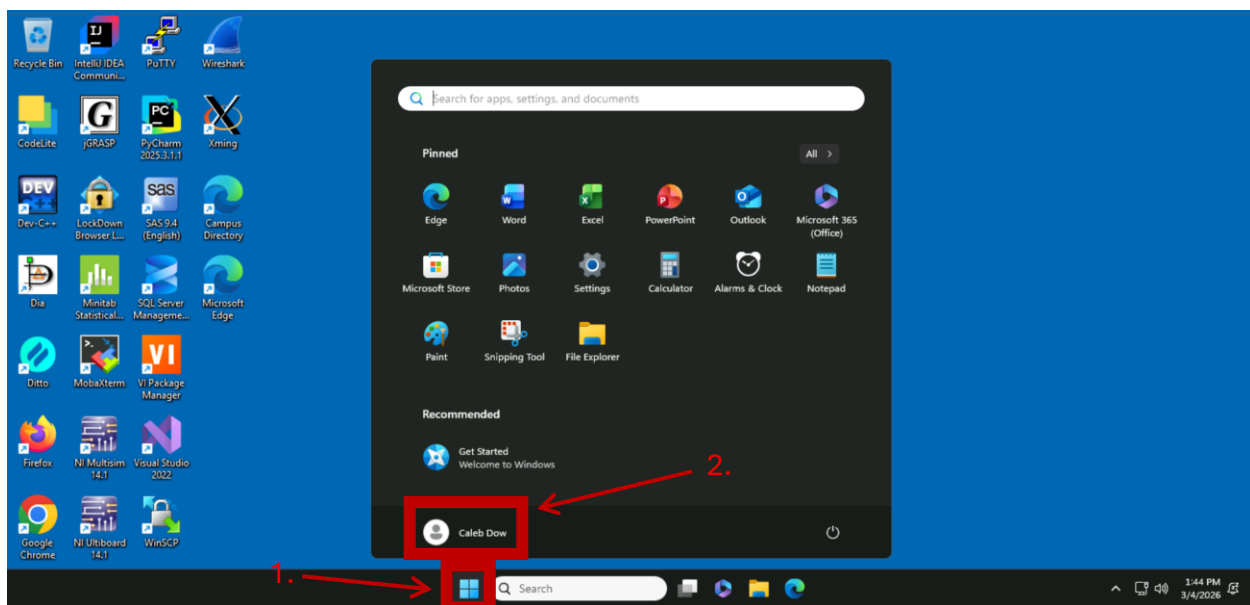 Recycle Bin
IntelliJ IDEA
Communi...
PuTTY
Wireshark
CodeLite
jGRASP
PyCharm
2025.3.1.1
Xming
Dev-C++
LockDown
Browser L...
SAS 9.4
(English)
Campus
Directory
Dia
Minitab
Statistical...
SQL Server
Manageme...
Microsoft
Edge
Ditto
MobaXterm
VI Package
Manager
Firefox
NI Multisim
14.1
Visual Studio
2022
Google
Chrome
NI Ultiboard
14.1
WinSCP
IJ
G
PC
DEV
C++
sas
VI
Search for apps, settings, and documents
Pinned
All >
Edge
Word
Excel
PowerPoint
Outlook
Microsoft 365
(Office)
Microsoft Store
Photos
Settings
Calculator
Alarms & Clock
Notepad
Paint
Snipping Tool
File Explorer
Recommended
Get Started
Welcome to Windows
2.
Caleb Dow
1.
Search
1:44 PM
3/4/2026